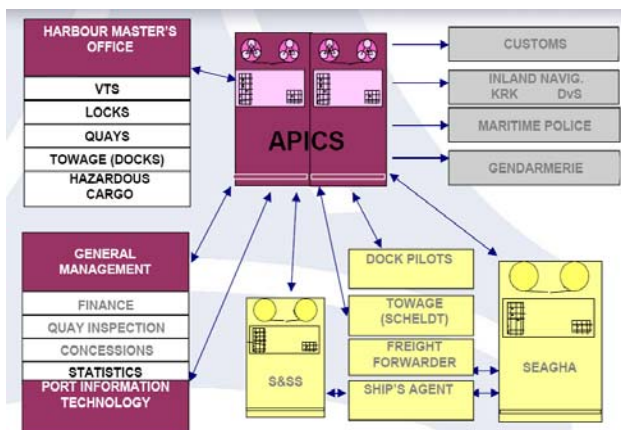 HARBOUR MASTER'S
OFFICE
VTS
LOCKS
QUAYS
TOWAGE (DOCKS)
HAZARDOUS
CARGO
APICS
CUSTOMS
INLAND NAVIG.
KRK DvS
MARITIME POLICE
GENDARMERIE
GENERAL
MANAGEMENT
FINANCE
QUAY INSPECTION
CONCESSIONS
STATISTICS
PORT INFORMATION
TECHNOLOGY
S&SS
DOCK PILOTS
TOWAGE
(SCHELDT)
FREIGHT
FORWARDER
SHIP'S AGENT
SEAGHA